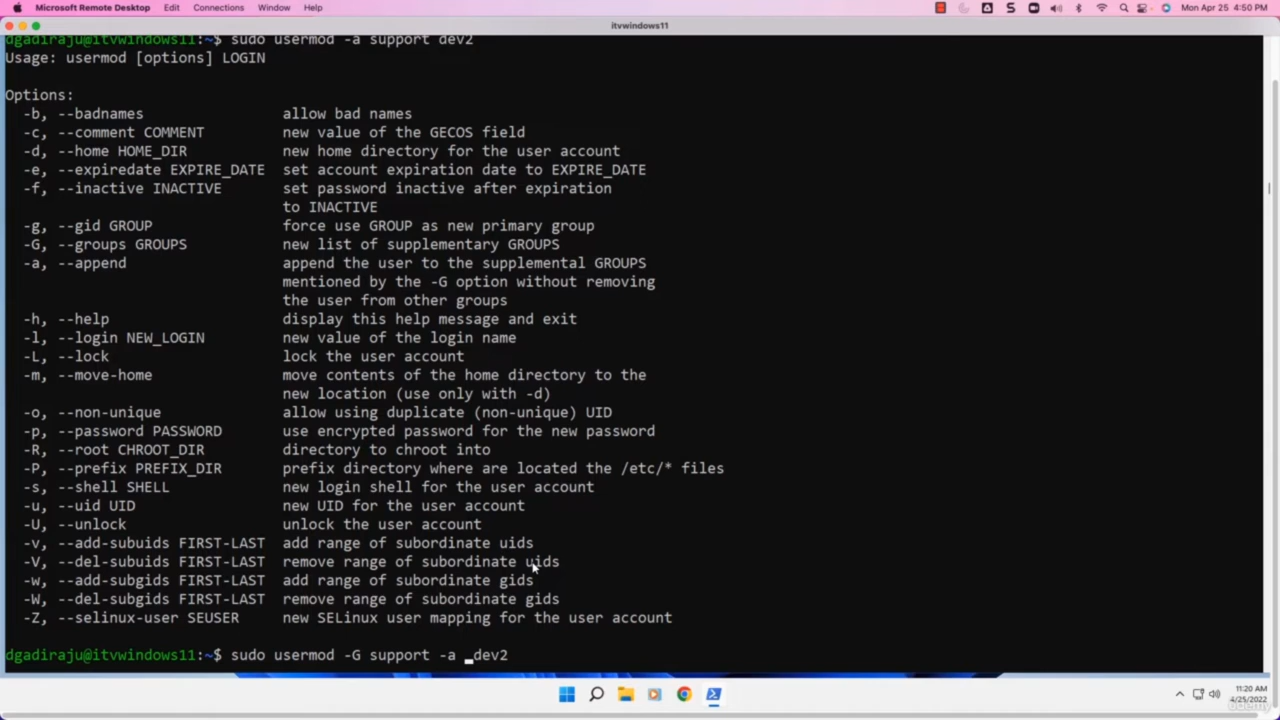 Microsoft Remote Desktop Edit Connections Window Help Mon Apr 25 4:50 PM
itvwindows11
dgadiraju@itvwindows11:~$ sudo usermod -a support dev2
Usage: usermod [options] LOGIN
Options:
-b, --badnames allow bad names
-c, --comment COMMENT new value of the GECOS field
-d, --home HOME_DIR new home directory for the user account
-e, --expiredate EXPIRE_DATE set account expiration date to EXPIRE_DATE
-f, --inactive INACTIVE set password inactive after expiration
to INACTIVE
-g, --gid GROUP force use GROUP as new primary group
-G, --groups GROUPS new list of supplementary GROUPS
-a, --append append the user to the supplemental GROUPS
mentioned by the -G option without removing
the user from other groups
-h, --help display this help message and exit
-l, --login NEW_LOGIN new value of the login name
-L, --lock lock the user account
-m, --move-home move contents of the home directory to the
new location (use only with -d)
-o, --non-unique allow using duplicate (non-unique) UID
-p, --password PASSWORD use encrypted password for the new password
-R, --root CHROOT_DIR directory to chroot into
-P, --prefix PREFIX_DIR prefix directory where are located the /etc/* files
-s, --shell SHELL new login shell for the user account
-u, --uid UID new UID for the user account
-U, --unlock unlock the user account
-v, --add-subuids FIRST-LAST add range of subordinate uids
-V, --del-subuids FIRST-LAST remove range of subordinate uids
-w, --add-subgids FIRST-LAST add range of subordinate gids
-W, --del-subgids FIRST-LAST remove range of subordinate gids
-Z, --selinux-user SEUSER new SELinux user mapping for the user account
dgadiraju@itvwindows11:~$ sudo usermod -G support -a dev2
11:20 AM
4/25/2022
udemy